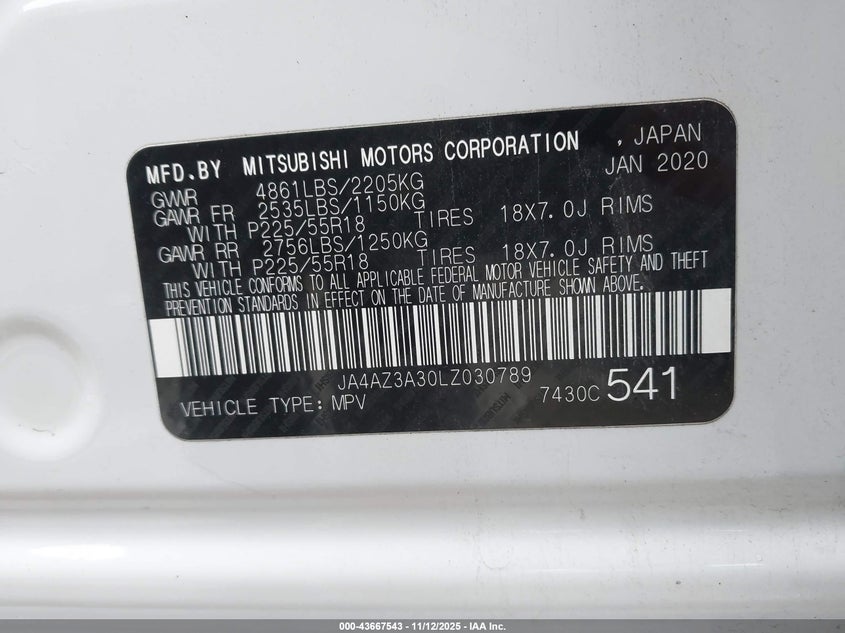 MFD.BY MITSUBISHI MOTORS CORPORATION , JAPAN
JAN 2020
GVWR 4861LBS/2205KG
GAWR FR 2535LBS/1150KG
WITH P225/55R18 TIRES 18X7.0J RIMS
GAWR RR 2756LBS/1250KG
WITH P225/55R18 TIRES 18X7.0J RIMS
THIS VEHICLE CONFORMS TO ALL APPLICABLE FEDERAL MOTOR VEHICLE SAFETY AND THEFT
PREVENTION STANDARDS IN EFFECT ON THE DATE OF MANUFACTURE SHOWN ABOVE.
JA4AZ3A30LZ030789
VEHICLE TYPE: MPV 7430C 541
000-43667543 - 11/12/2025 - IAA Inc.